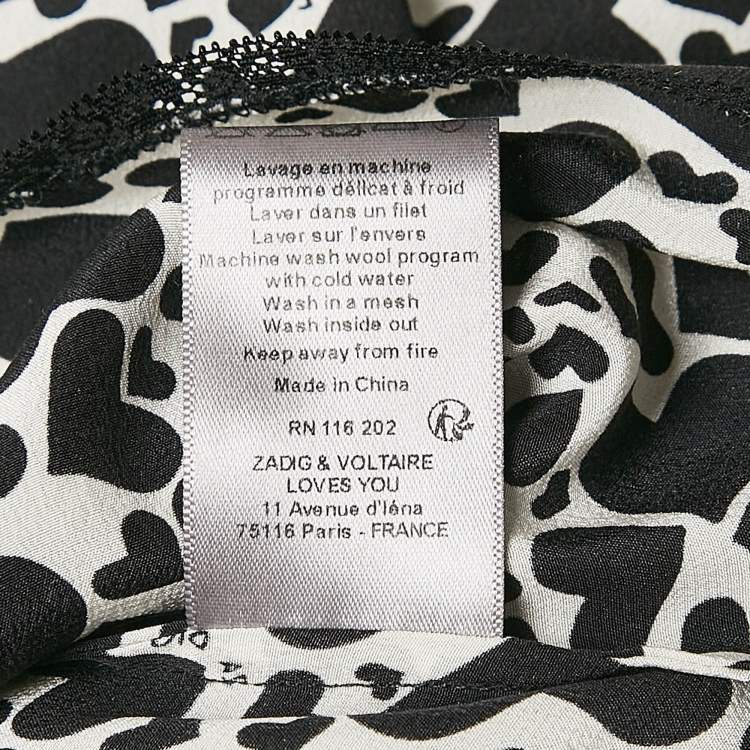 Lavage en machine
programme délicat à froid
Laver dans un filet
Laver sur l'envers
Machine wash wool program
with cold water
Wash in a mesh
Wash inside out
Keep away from fire
Made in China
RN 116 202
ZADIG & VOLTAIRE
LOVES YOU
11 Avenue d'Iéna
75116 Paris - FRANCE